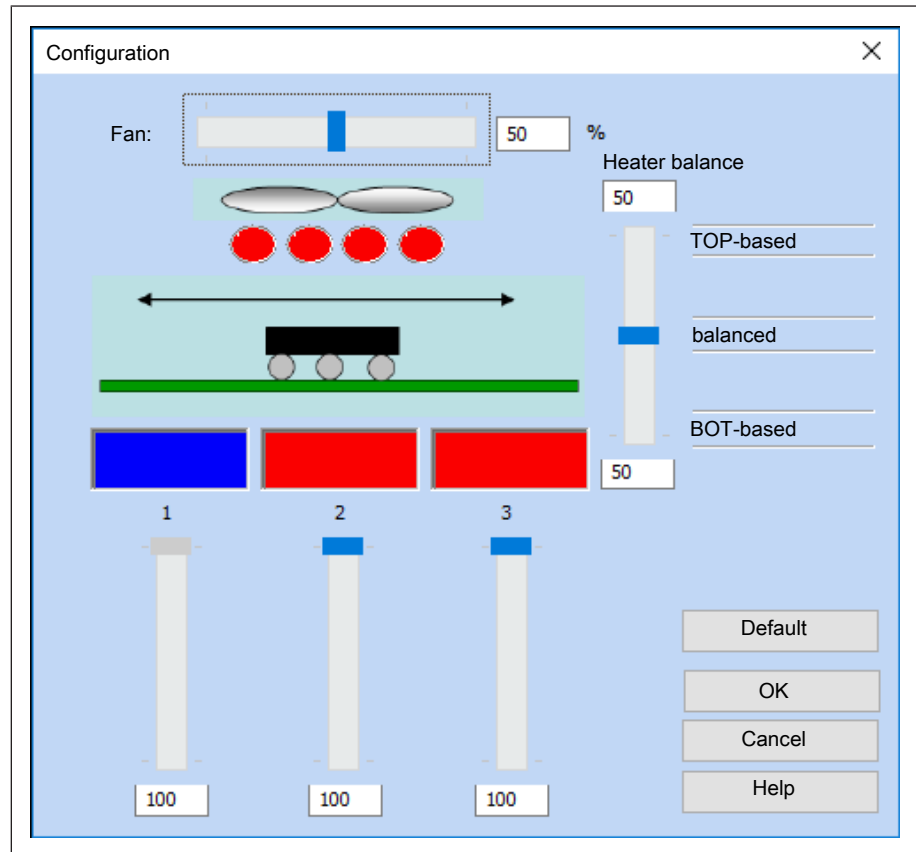 Configuration
Fan:
50 %
Heater balance
50
TOP-based
balanced
BOT-based
50
1 2 3
100 100 100
Default
OK
Cancel
Help